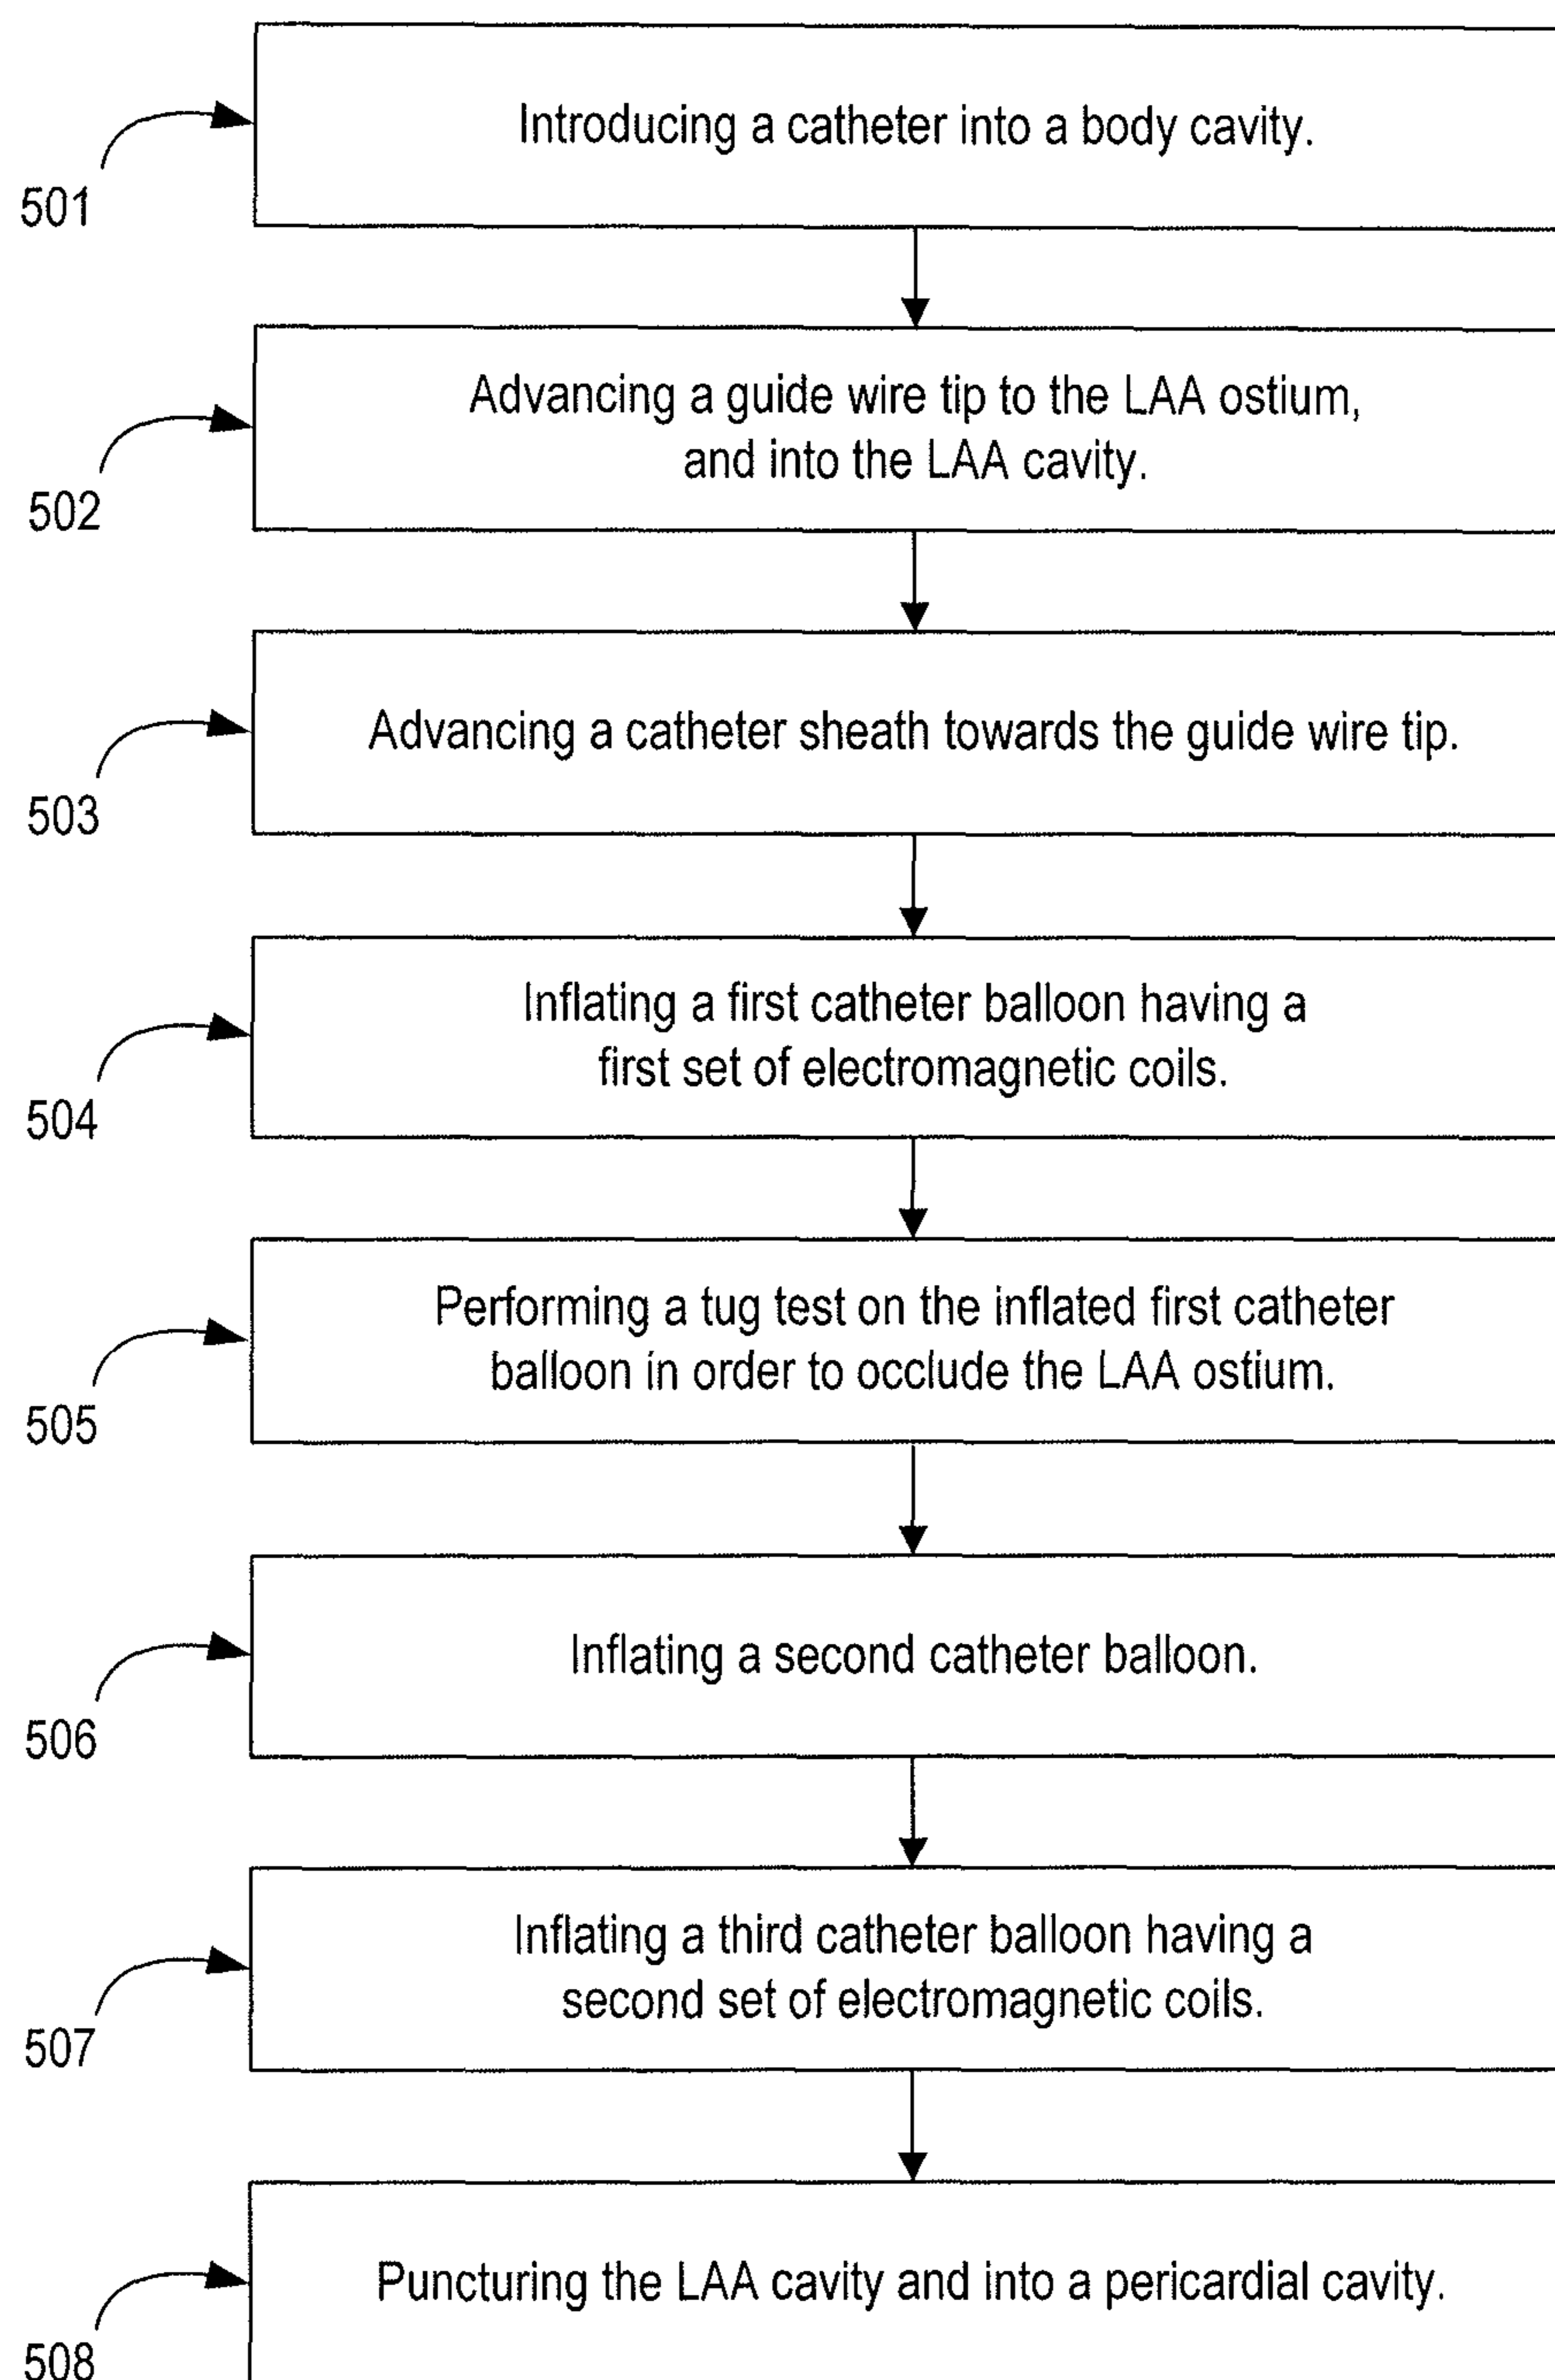 Introducing a catheter into a body cavity.
501
Advancing a guide wire tip to the LAA ostium,
and into the LAA cavity.
502
Advancing a catheter sheath towards the guide wire tip.
503
Inflating a first catheter balloon having a
first set of electromagnetic coils.
504
Performing a tug test on the inflated first catheter
balloon in order to occlude the LAA ostium.
505
Inflating a second catheter balloon.
506
Inflating a third catheter balloon having a
second set of electromagnetic coils.
507
Puncturing the LAA cavity and into a pericardial cavity.
508